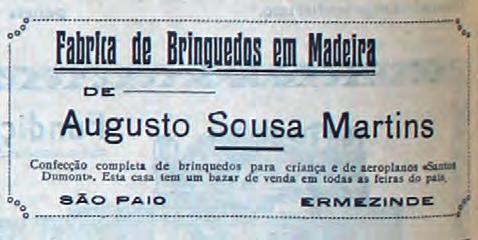 Fabrica de Brinquedos em Madeira
DE
Augusto Sousa Martins
Confecção completa de brinquedos para criança e de aeroplanos «Santos
Dumont». Esta casa tem um bazar de venda em todas as feiras do país.
SÃO PAIO ERMEZINDE